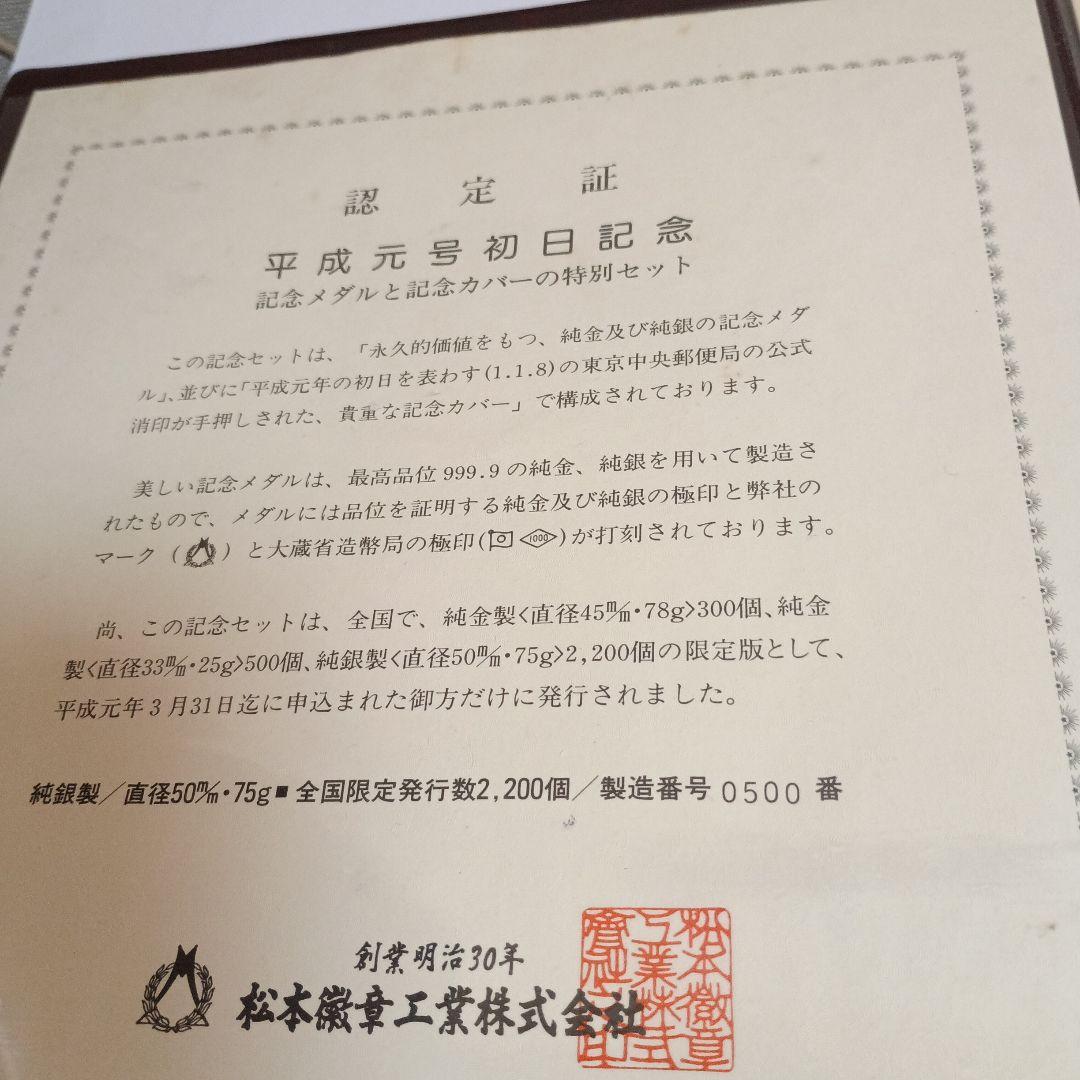 認定証
平成元号初日記念
記念メダルと記念カバーの特別セット
この記念セットは、「永久的価値をもつ、純金及び純銀の記念メダ
ル」、並びに「平成元年の初日を表わす(1.1.8)の東京中央郵便局の公式
消印が手押しされた、貴重な記念カバー」で構成されております。
美しい記念メダルは、最高品位999.9の純金、純銀を用いて製造さ
れたもので、メダルには品位を証明する純金及び純銀の極印と弊社の
マーク()と大蔵省造幣局の極印(1000)が打刻されております。
尚、この記念セットは、全国で、純金製<直径45m/m・78g>300個、純金
製<直径33m/m・25g>500個、純銀製<直径50m/m・75g>2,200個の限定版として、
平成元年3月31日迄に申込まれた御方だけに発行されました。
純銀製/直径50m/m・75g■全国限定発行数2,200個/製造番号0500番
創業明治30年
松本徽章工業株式会社
松本徽章工業株式會社之印